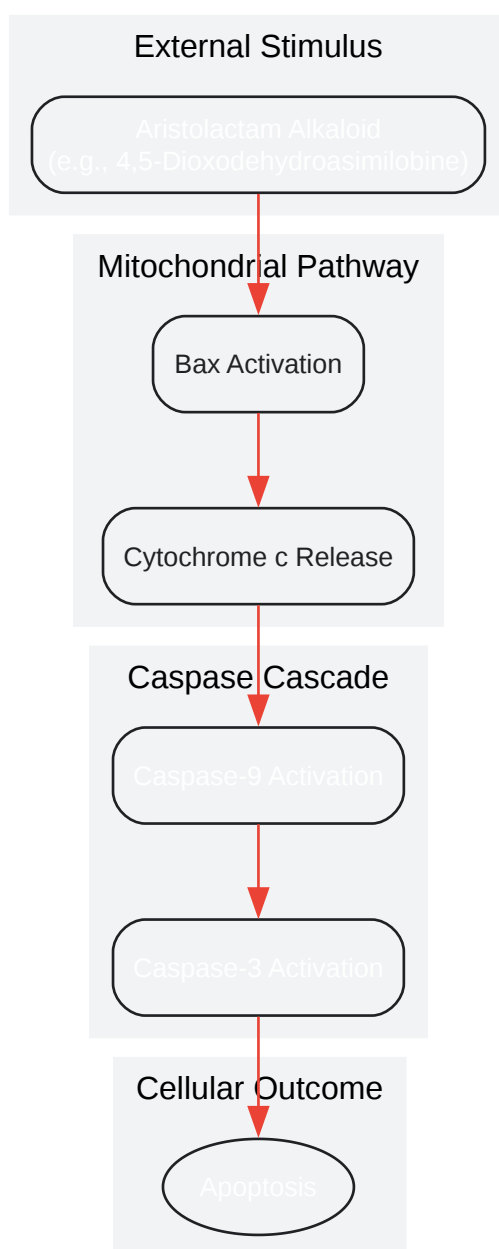 External Stimulus
Aristolactam Alkaloid
(e.g., 4,5-Dioxodehydroasimilobine)
Mitochondrial Pathway
Bax Activation
Cytochrome c Release
Caspase Cascade
Caspase-9 Activation
Caspase-3 Activation
Cellular Outcome
Apoptosis